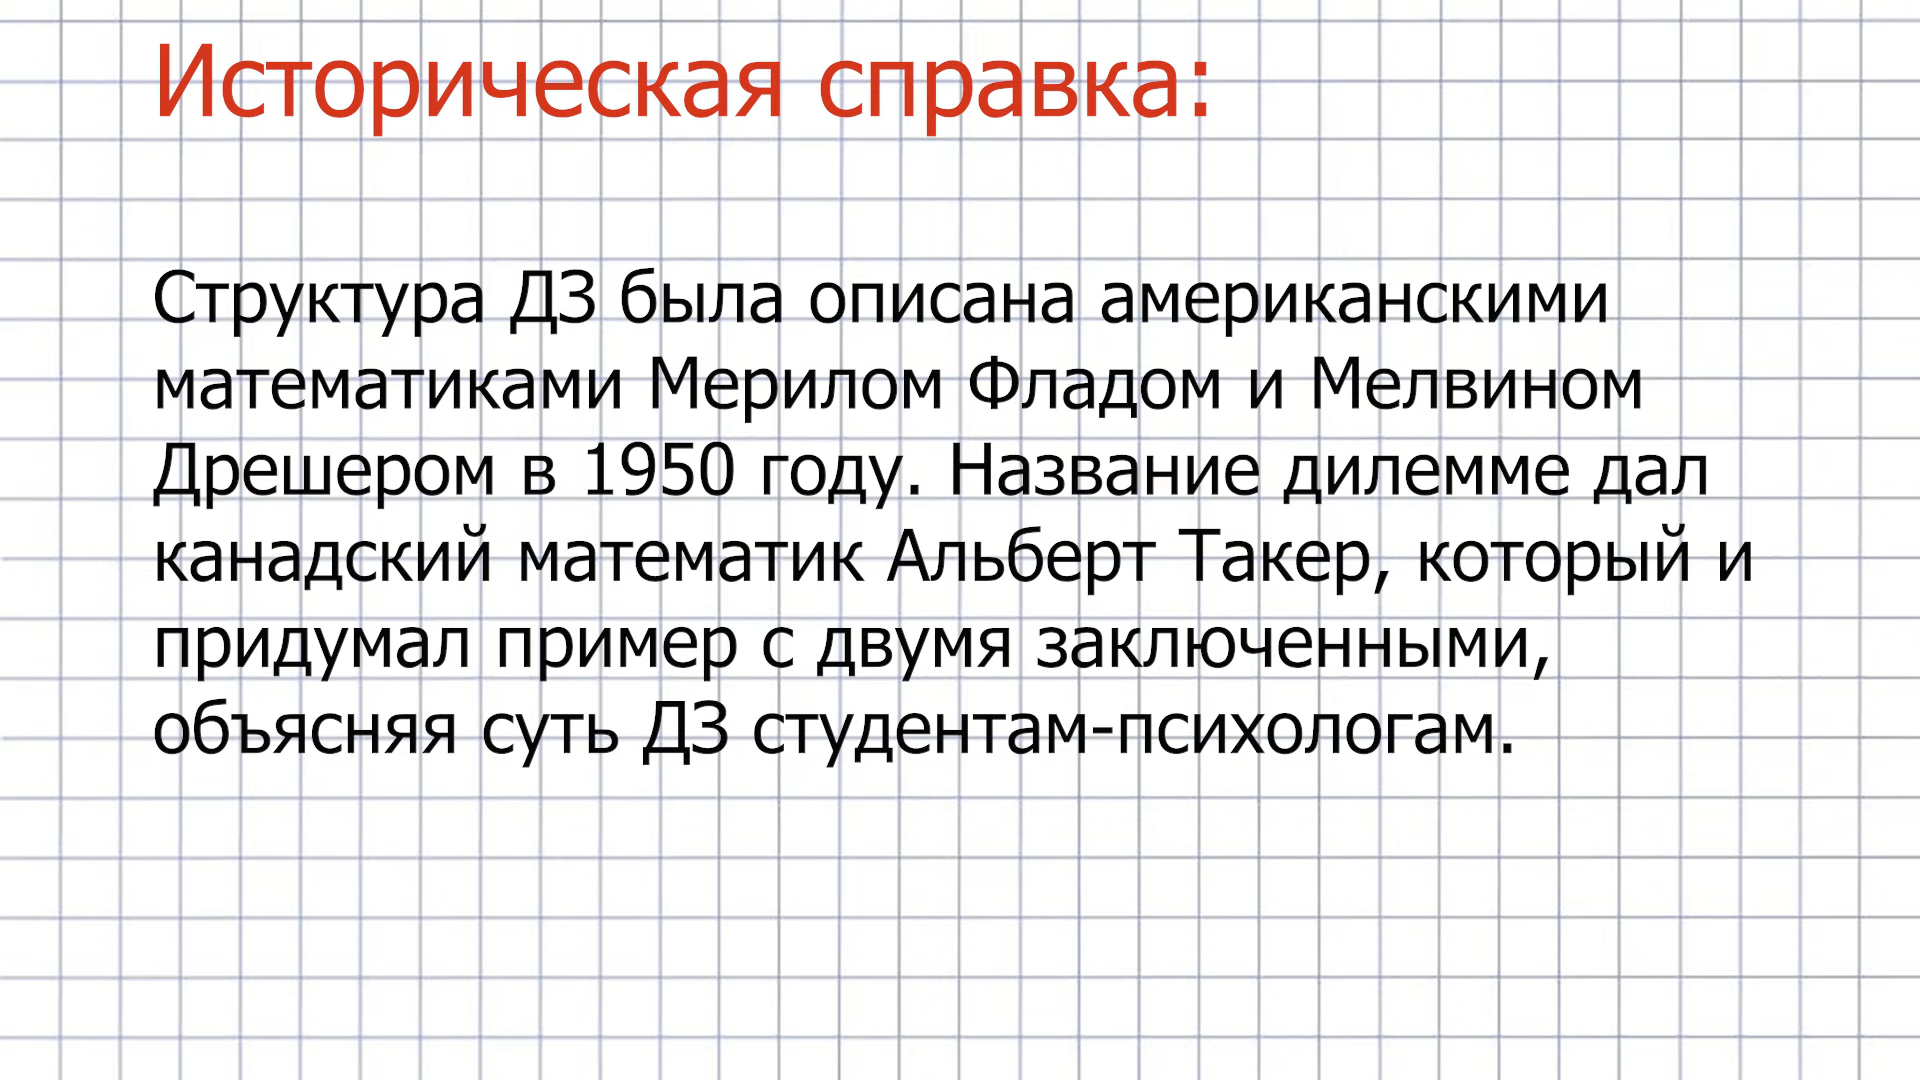 Историческая справка:
Структура ДЗ была описана американскими
математиками Мерилом Фладом и Мелвином
Дрешером в 1950 году. Название дилемме дал
канадский математик Альберт Такер, который и
придумал пример с двумя заключенными,
объясняя суть ДЗ студентам-психологам.